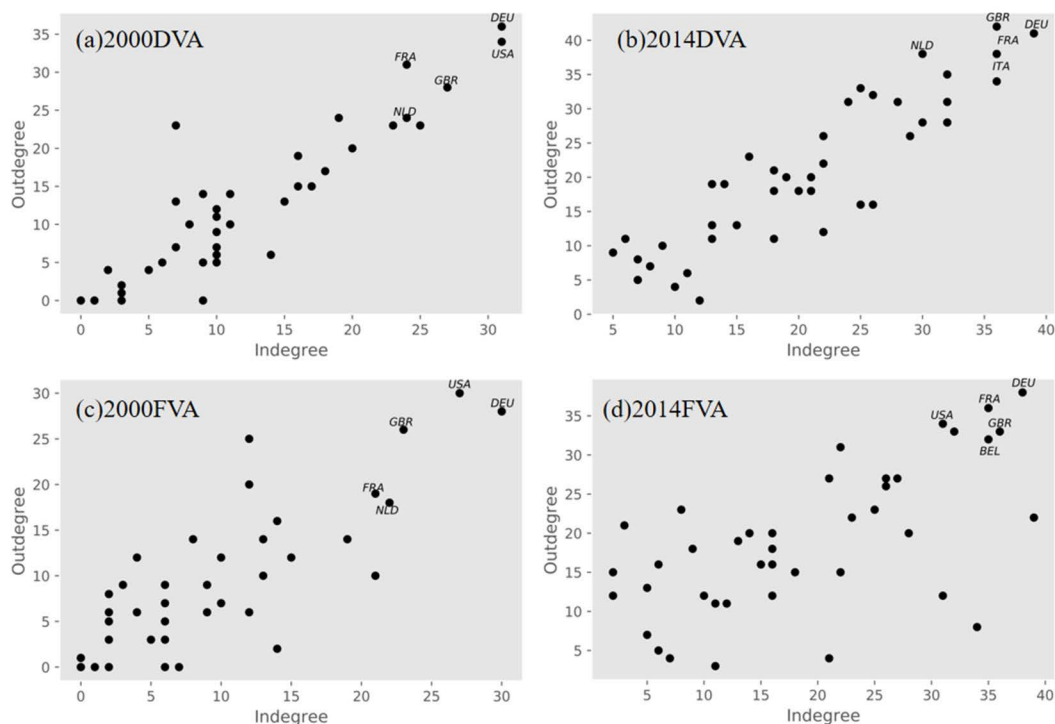 (a)2000DVA
DEU
USA
FRA
GBR
NLD
Outdegree
35
30
25
20
15
10
5
0
0 5 10 15 20 25 30
Indegree
(b)2014DVA
GBR
DEU
NLD
FRA
ITA
Outdegree
40
35
30
25
20
15
10
5
0
5 10 15 20 25 30 35 40
Indegree
(c)2000FVA
USA
DEU
GBR
FRA
NLD
Outdegree
30
25
20
15
10
5
0
0 5 10 15 20 25 30
Indegree
(d)2014FVA
DEU
FRA
USA
GBR
BEL
Outdegree
35
30
25
20
15
10
5
0
5 10 15 20 25 30 35 40
Indegree